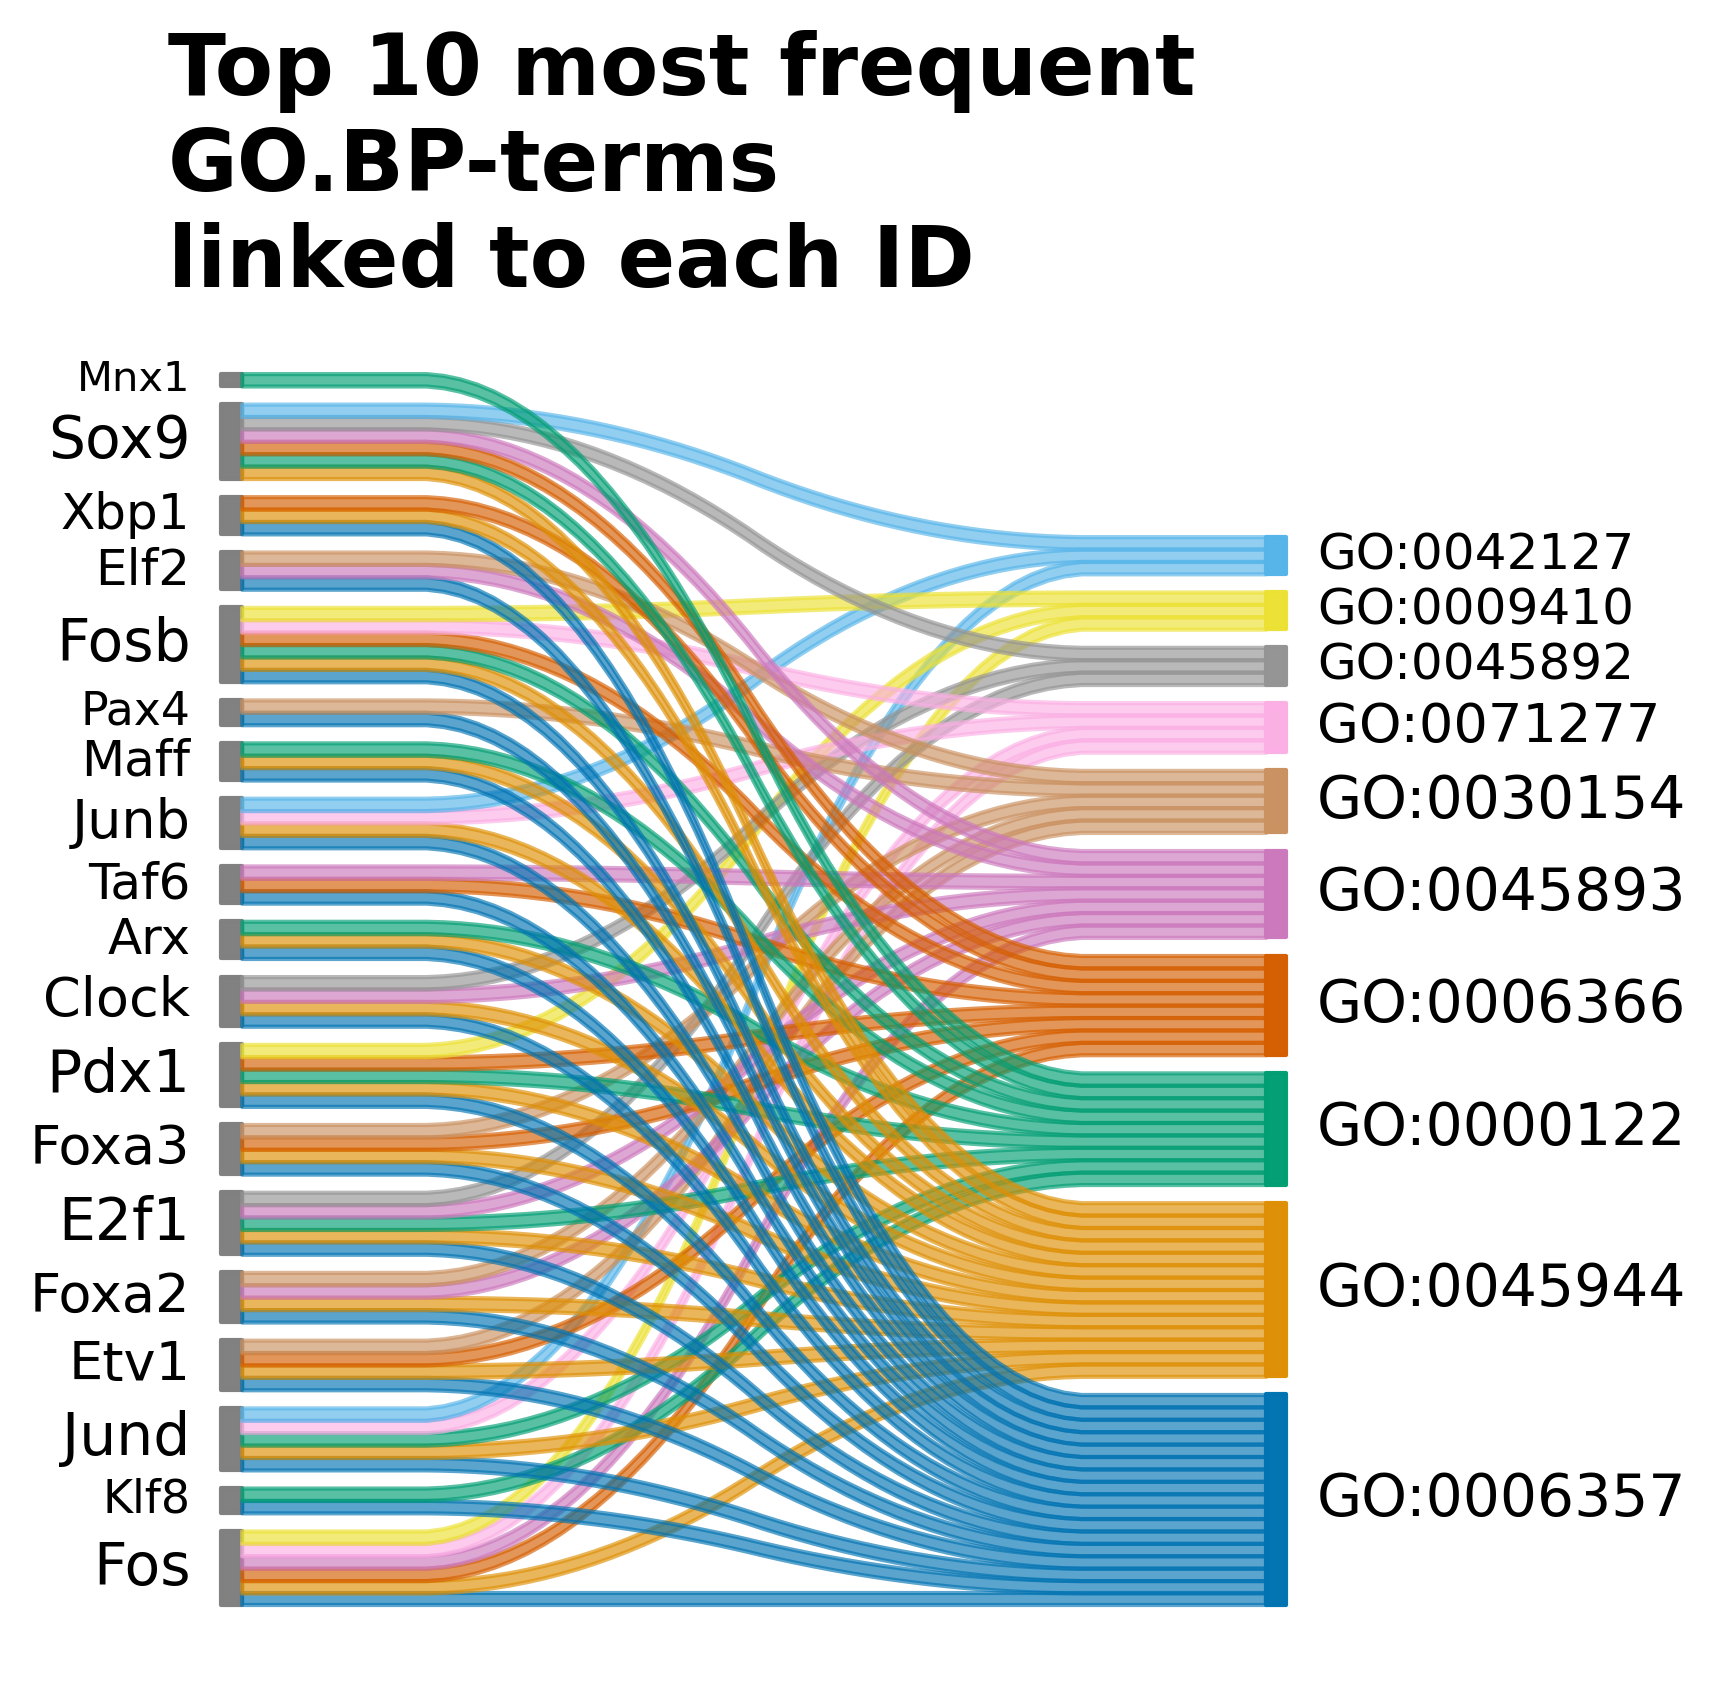 Top 10 most frequent
GO.BP-terms
linked to each ID
Mnx1
Sox9
Xbp1
Elf2
Fosb
Pax4
Maff
Junb
Taf6
Arx
Clock
Pdx1
Foxa3
E2f1
Foxa2
Etv1
Jund
Klf8
Fos
GO:0042127
GO:0009410
GO:0045892
GO:0071277
GO:0030154
GO:0045893
GO:0006366
GO:0000122
GO:0045944
GO:0006357